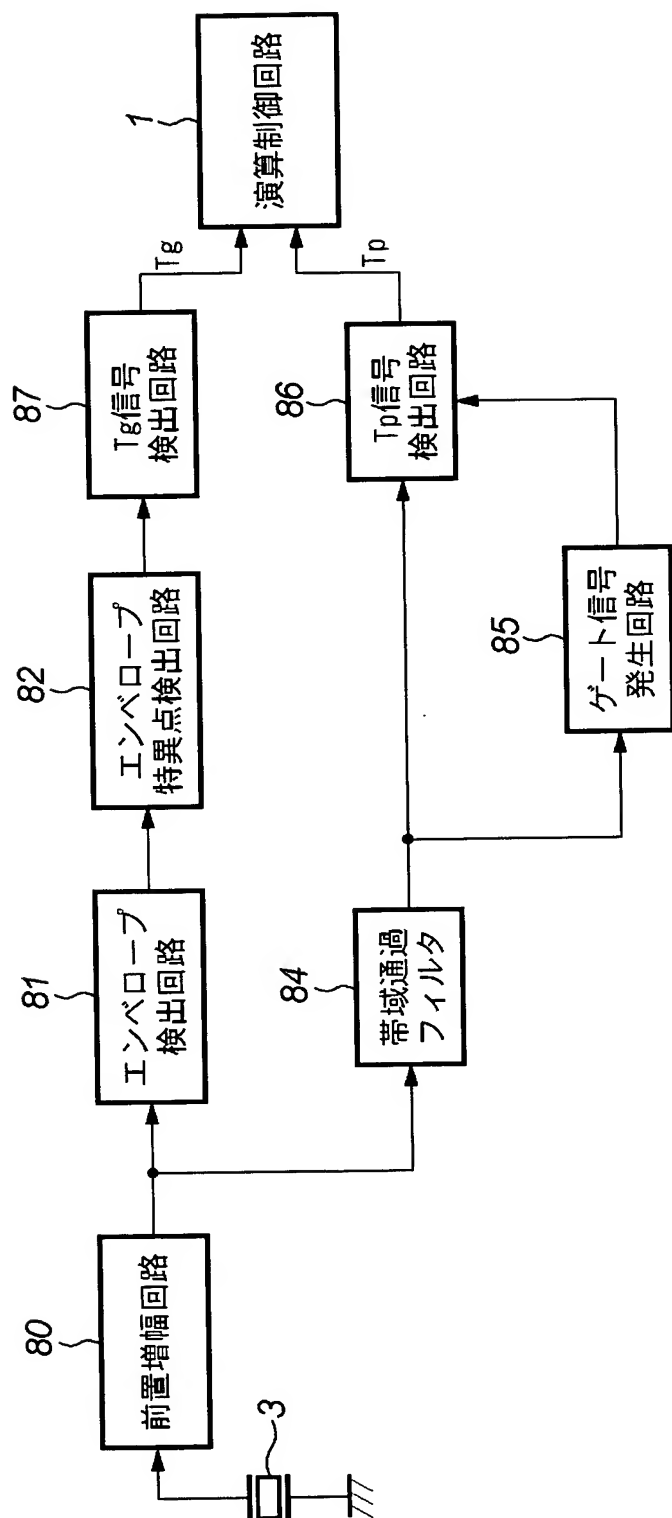 3
80
前置増幅回路
81
エンベロープ
検出回路
82
エンベロープ
特異点検出回路
87
Tg信号
検出回路
Tg
1
演算制御回路
84
帯域通過
フィルタ
85
ゲート信号
発生回路
86
Tp信号
検出回路
Tp